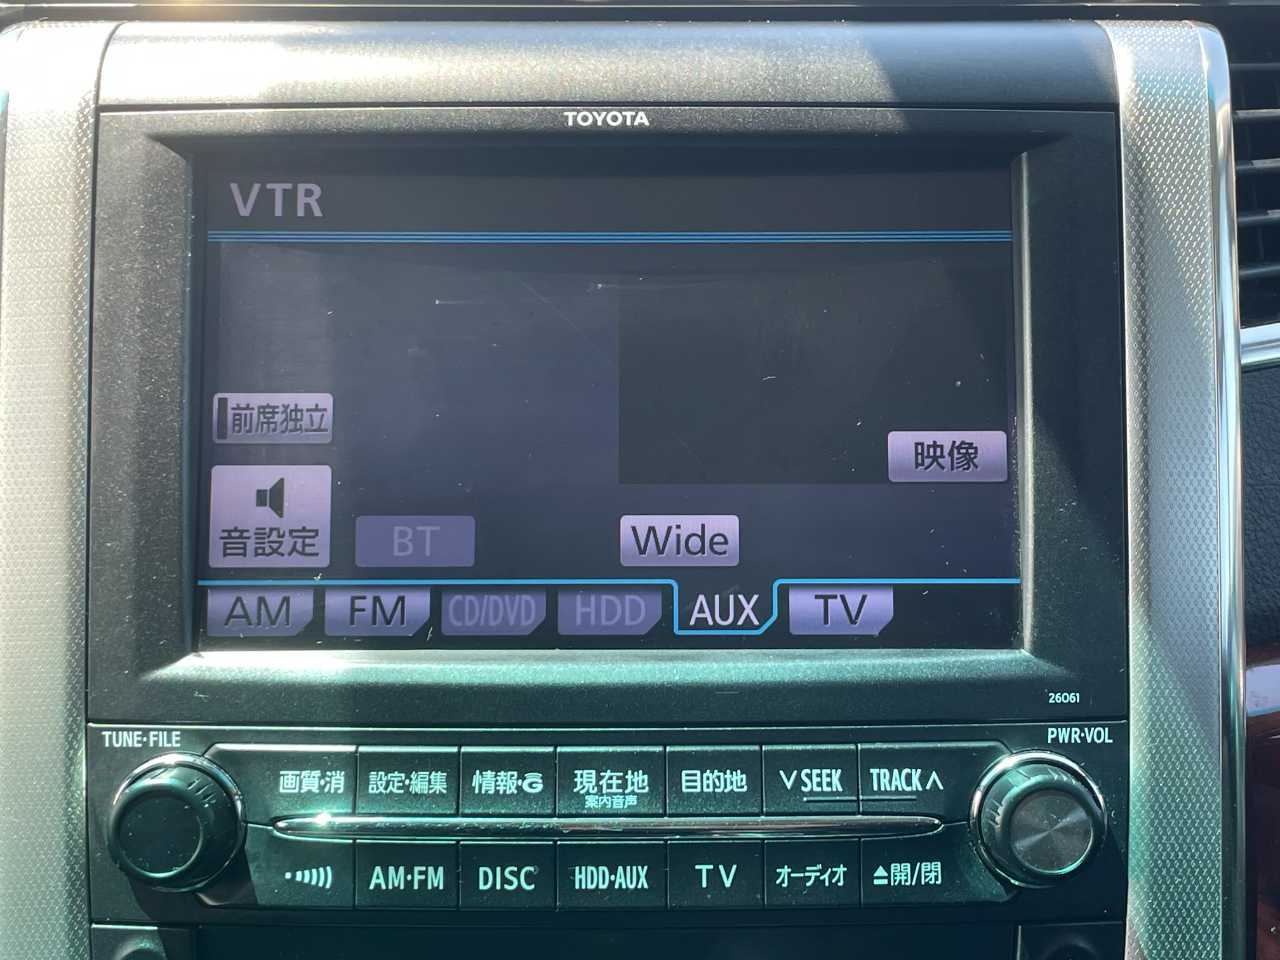 TOYOTA
VTR
前席独立
映像
音設定
BT
Wide
AM
FM
CD/DVD
HDD
AUX
TV
26061
TUNE·FILE
PWR·VOL
画質·消
設定·編集
情報·G
現在地
案内音声
目的地
∨ SEEK
TRACK ∧
AM·FM
DISC
HDD·AUX
TV
オーディオ
⏏開/閉